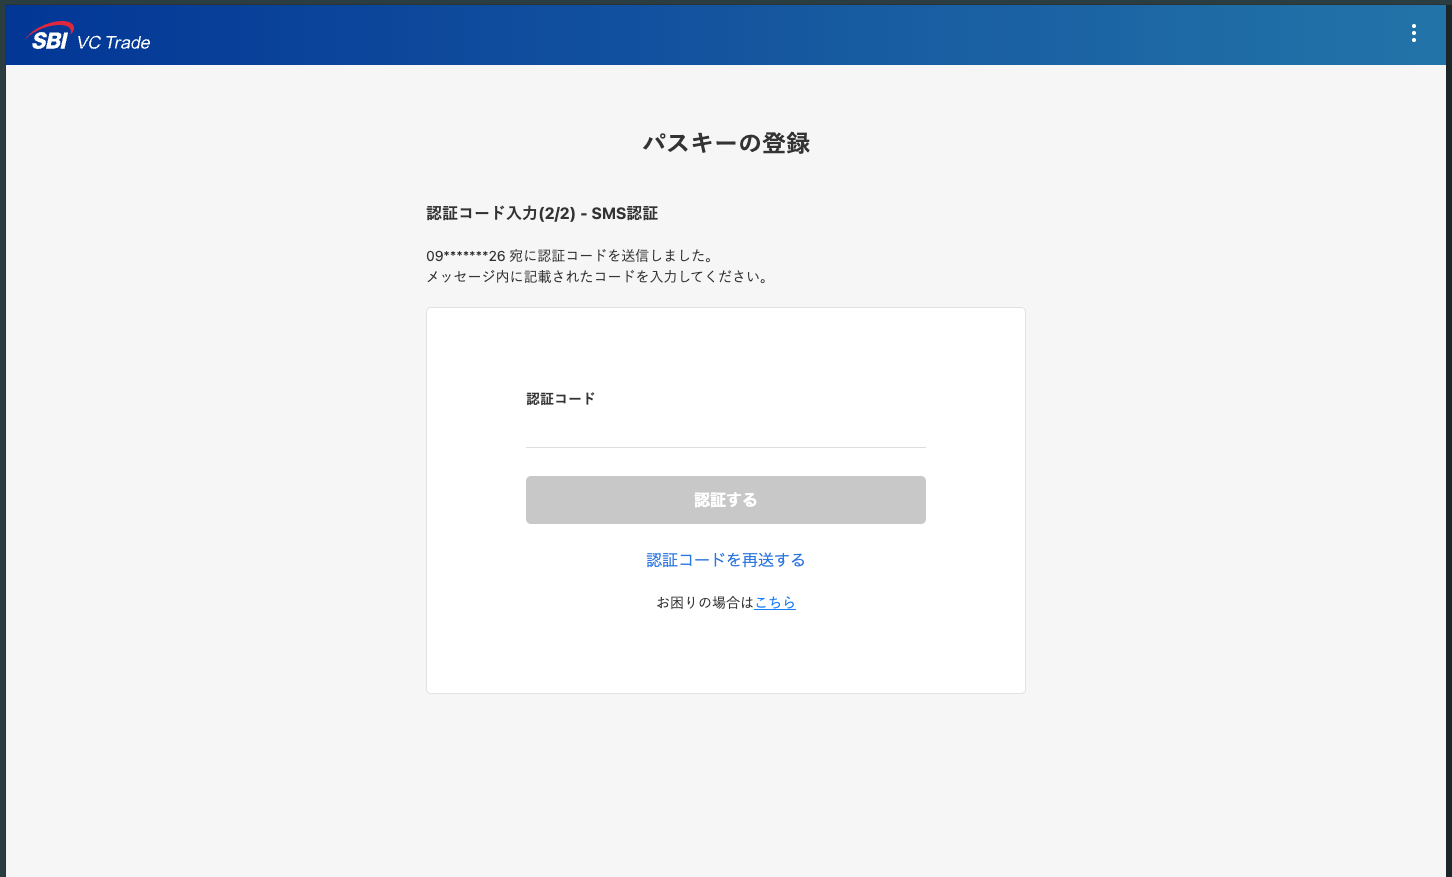 SBI VC Trade
パスキーの登録
認証コード入力(2/2) - SMS認証
09*******26 宛に認証コードを送信しました。
メッセージ内に記載されたコードを入力してください。
認証コード
認証する
認証コードを再送する
お困りの場合はこちら